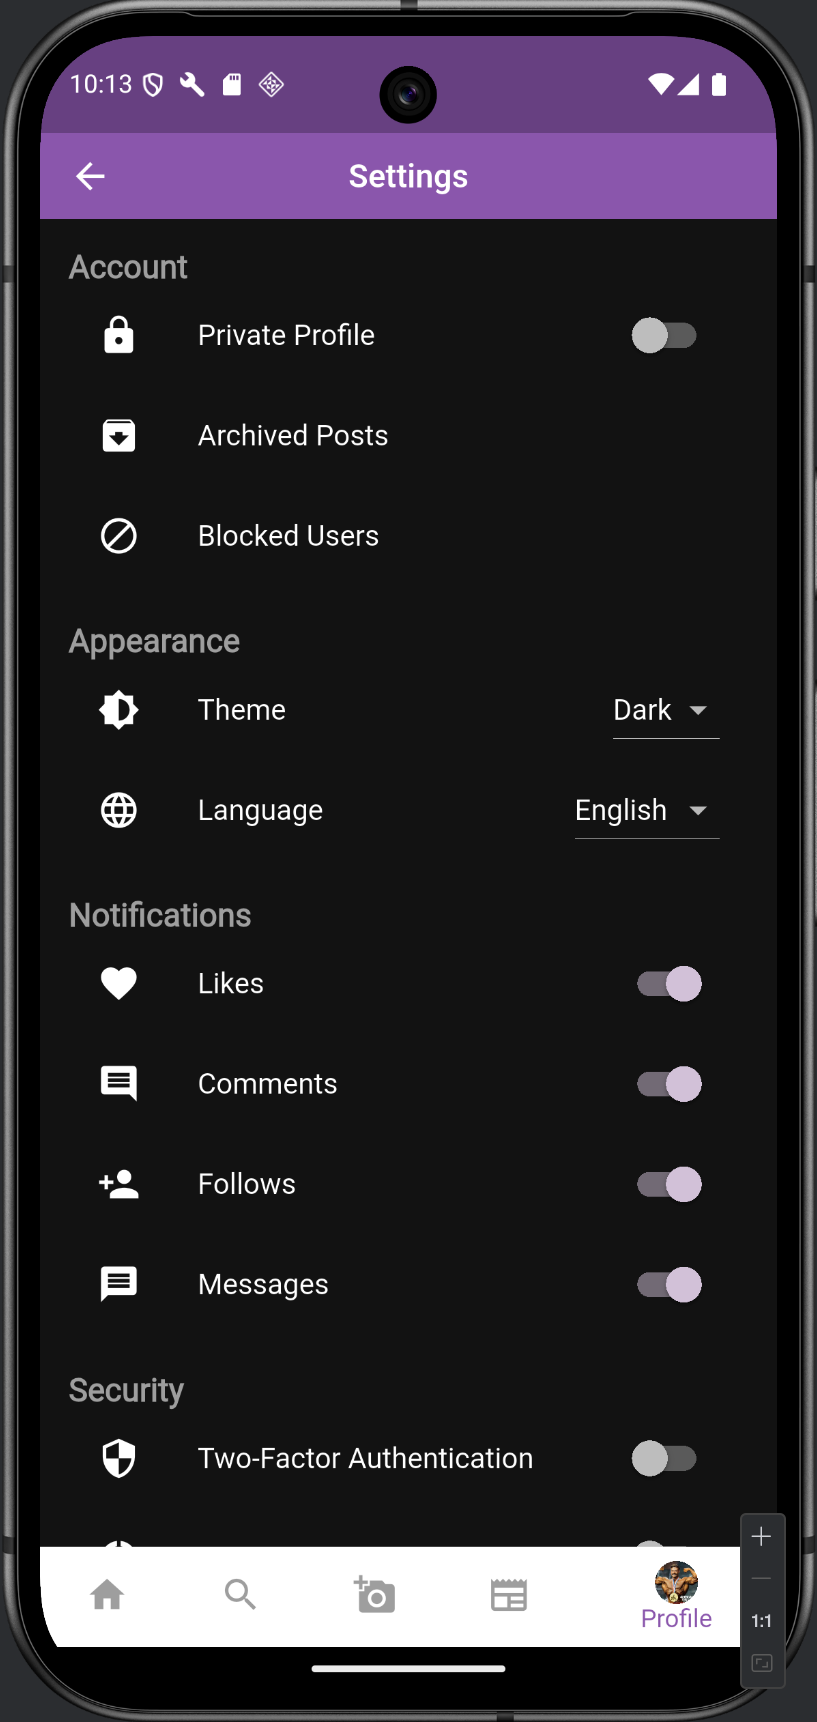 10:13
Settings
Account
Private Profile
Archived Posts
Blocked Users
Appearance
Theme Dark
Language English
Notifications
Likes
Comments
Follows
Messages
Security
Two-Factor Authentication
Profile
1:1